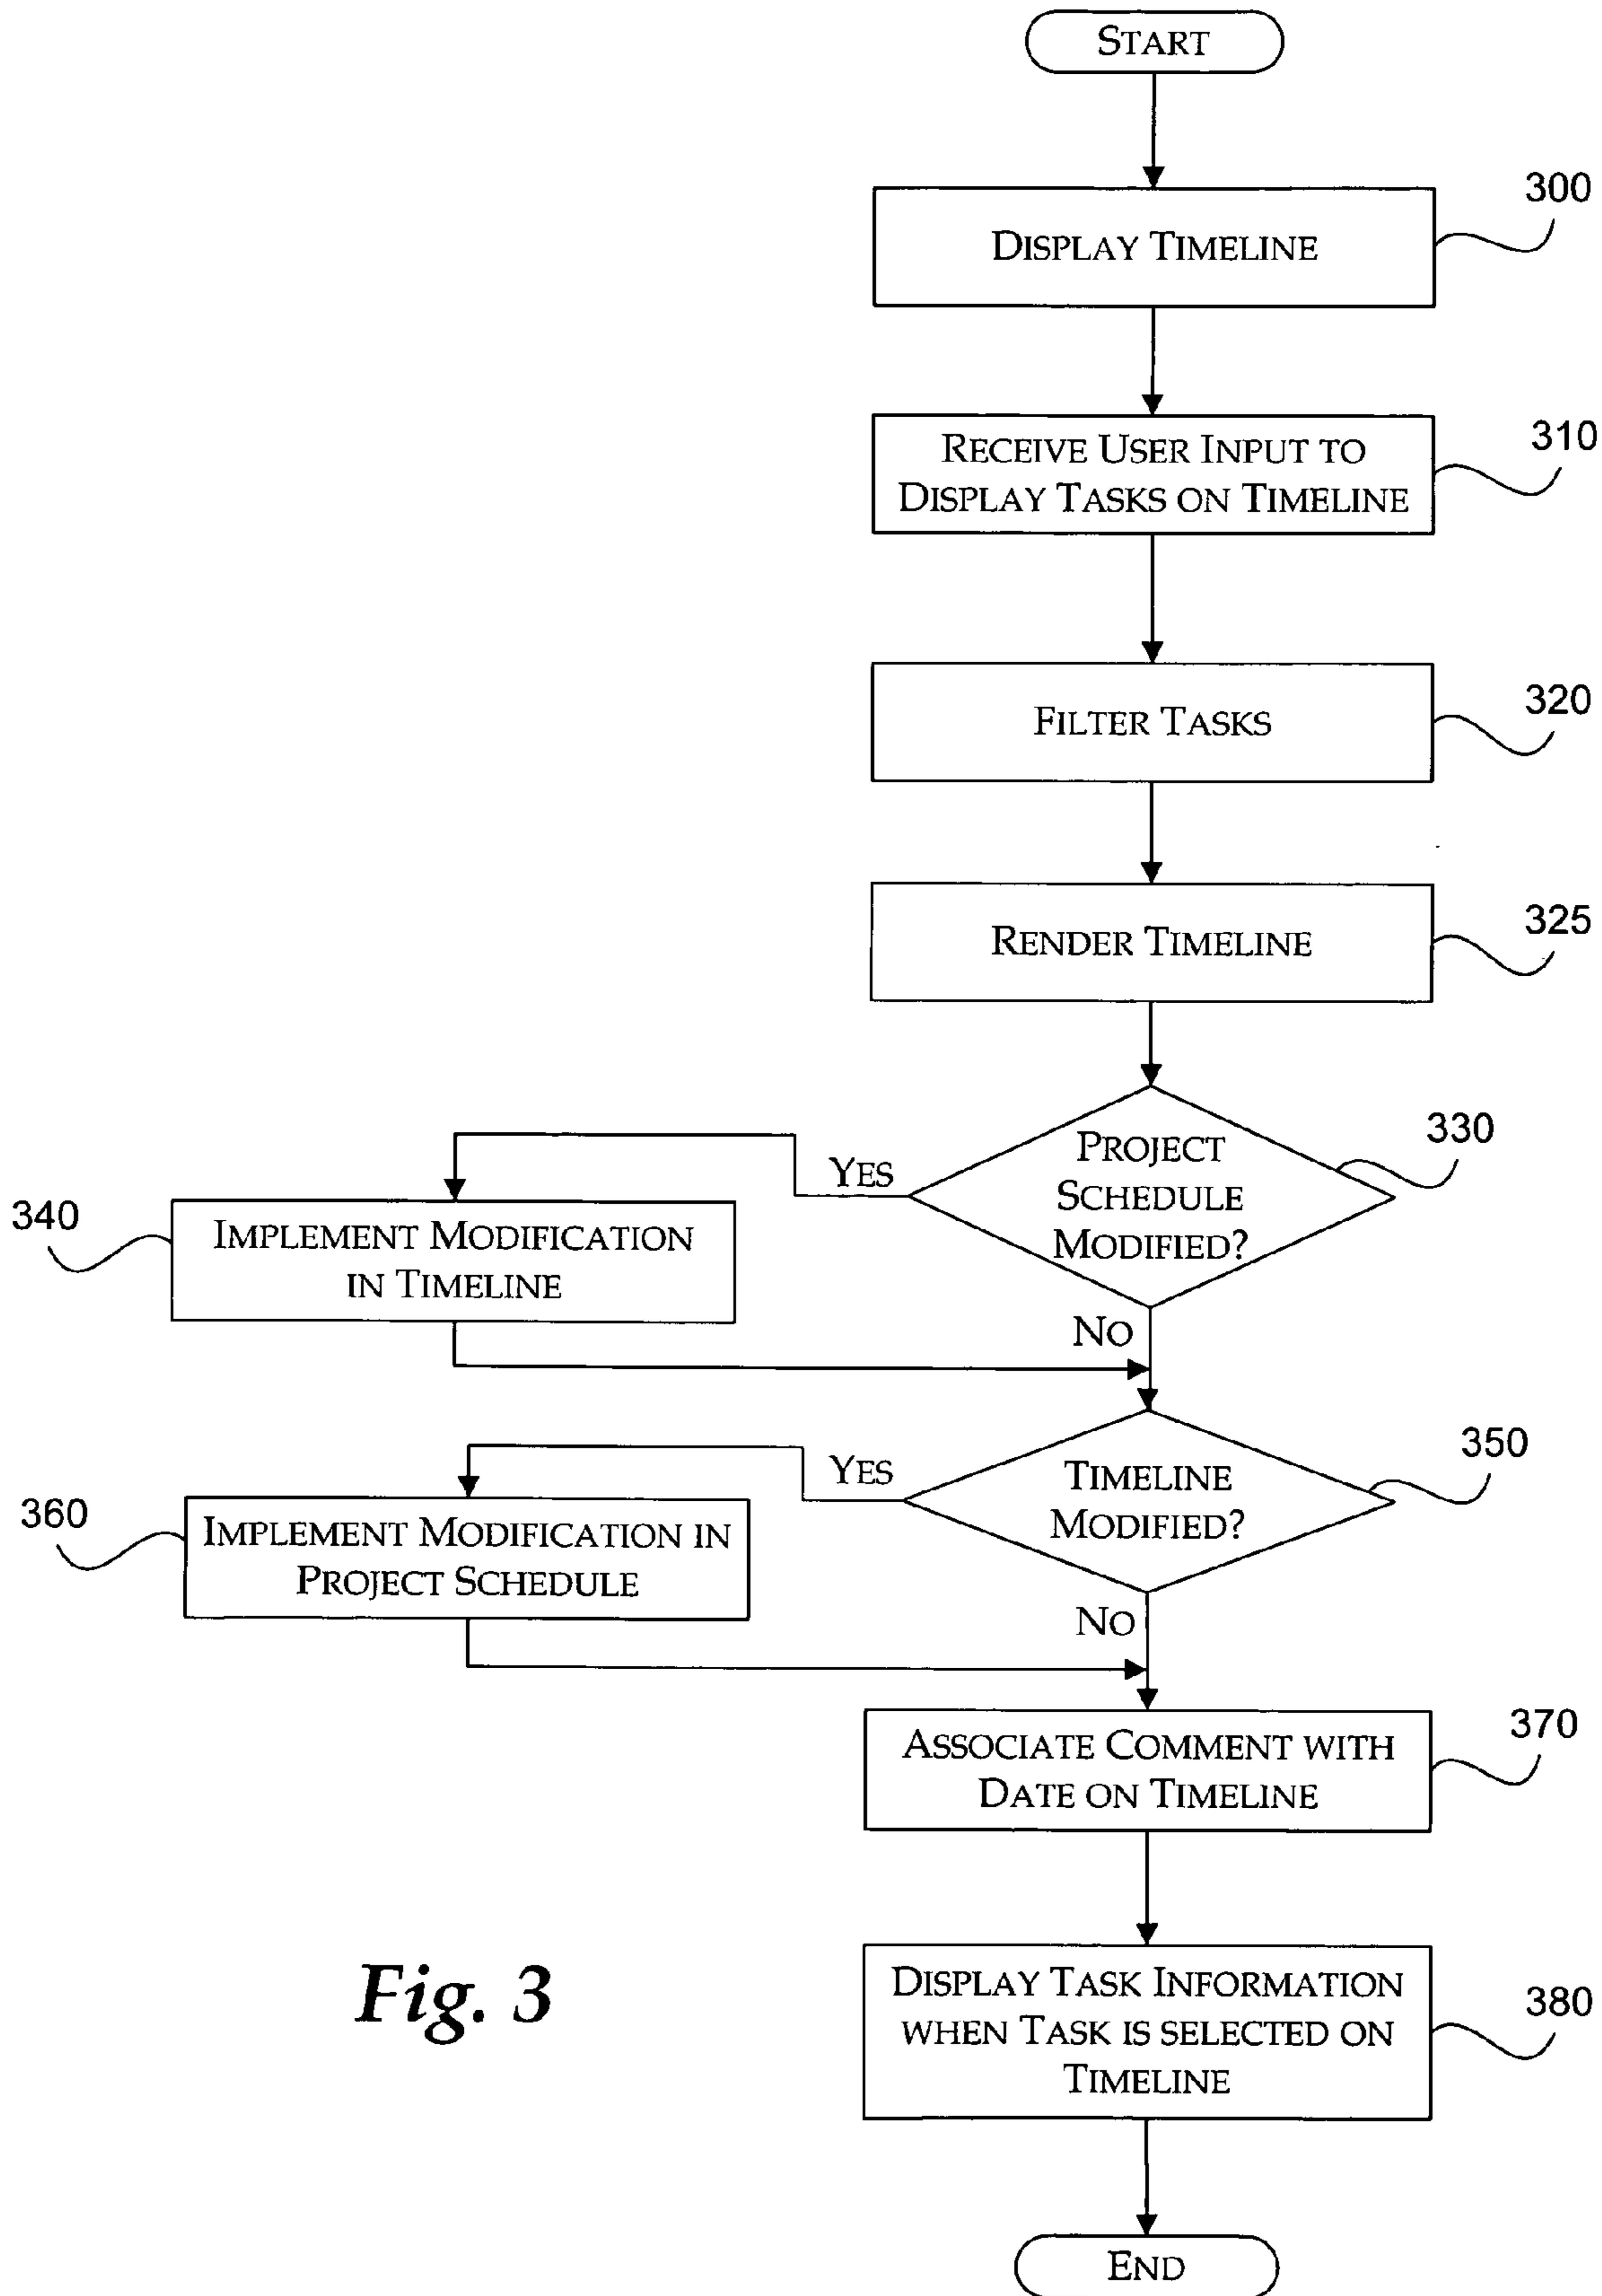 START
300
DISPLAY TIMELINE
310
RECEIVE USER INPUT TO
DISPLAY TASKS ON TIMELINE
320
FILTER TASKS
325
RENDER TIMELINE
330
PROJECT
SCHEDULE
MODIFIED?
YES
340
IMPLEMENT MODIFICATION
IN TIMELINE
NO
350
TIMELINE
MODIFIED?
YES
360
IMPLEMENT MODIFICATION IN
PROJECT SCHEDULE
NO
370
ASSOCIATE COMMENT WITH
DATE ON TIMELINE
380
DISPLAY TASK INFORMATION
WHEN TASK IS SELECTED ON
TIMELINE
Fig. 3
END